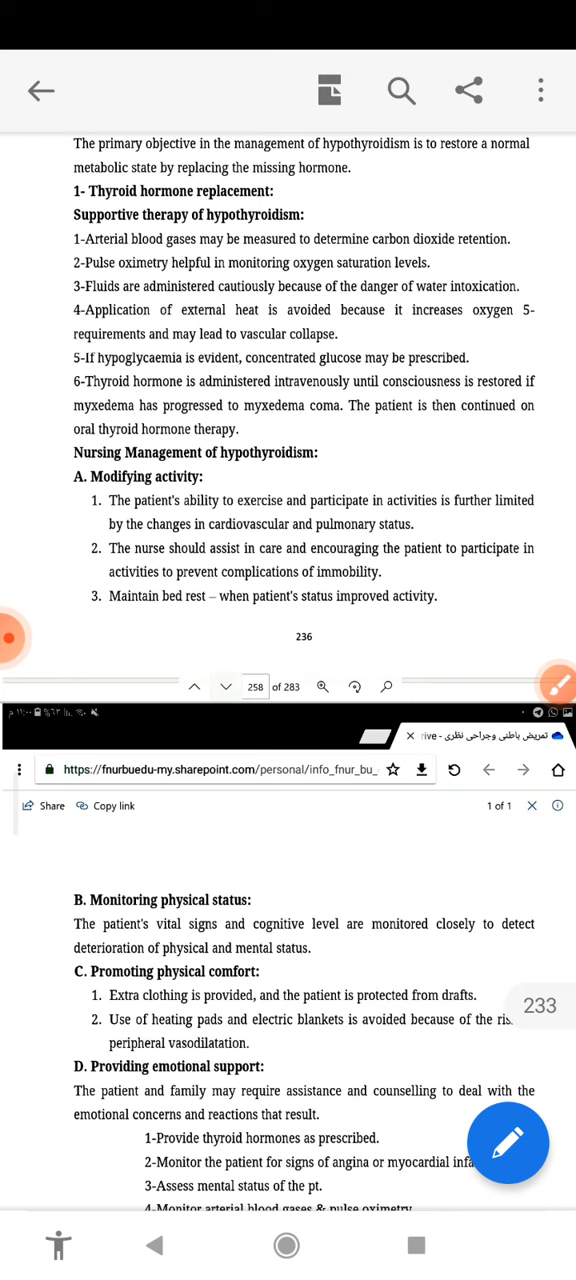 The primary objective in the management of hypothyroidism is to restore a normal
metabolic state by replacing the missing hormone.
1- Thyroid hormone replacement:
Supportive therapy of hypothyroidism:
1-Arterial blood gases may be measured to determine carbon dioxide retention.
2-Pulse oximetry helpful in monitoring oxygen saturation levels.
3-Fluids are administered cautiously because of the danger of water intoxication.
4-Application of external heat is avoided because it increases oxygen 5-
requirements and may lead to vascular collapse.
5-If hypoglycaemia is evident, concentrated glucose may be prescribed.
6-Thyroid hormone is administered intravenously until consciousness is restored if
myxedema has progressed to myxedema coma. The patient is then continued on
oral thyroid hormone therapy.
Nursing Management of hypothyroidism:
A. Modifying activity:
1. The patient's ability to exercise and participate in activities is further limited
by the changes in cardiovascular and pulmonary status.
2. The nurse should assist in care and encouraging the patient to participate in
activities to prevent complications of immobility.
3. Maintain bed rest – when patient's status improved activity.
236
258 of 283
تمريض باطنى وجراحى نظرى - rive
https://fnurbuedu-my.sharepoint.com/personal/info_fnur_bu_
Share Copy link 1 of 1
B. Monitoring physical status:
The patient's vital signs and cognitive level are monitored closely to detect
deterioration of physical and mental status.
C. Promoting physical comfort:
1. Extra clothing is provided, and the patient is protected from drafts.
233
2. Use of heating pads and electric blankets is avoided because of the
peripheral vasodilatation.
D. Providing emotional support:
The patient and family may require assistance and counselling to deal with the
emotional concerns and reactions that result.
1-Provide thyroid hormones as prescribed.
2-Monitor the patient for signs of angina or myocardial
3-Assess mental status of the pt.
4-Monitor arterial blood gases & pulse oximetry.